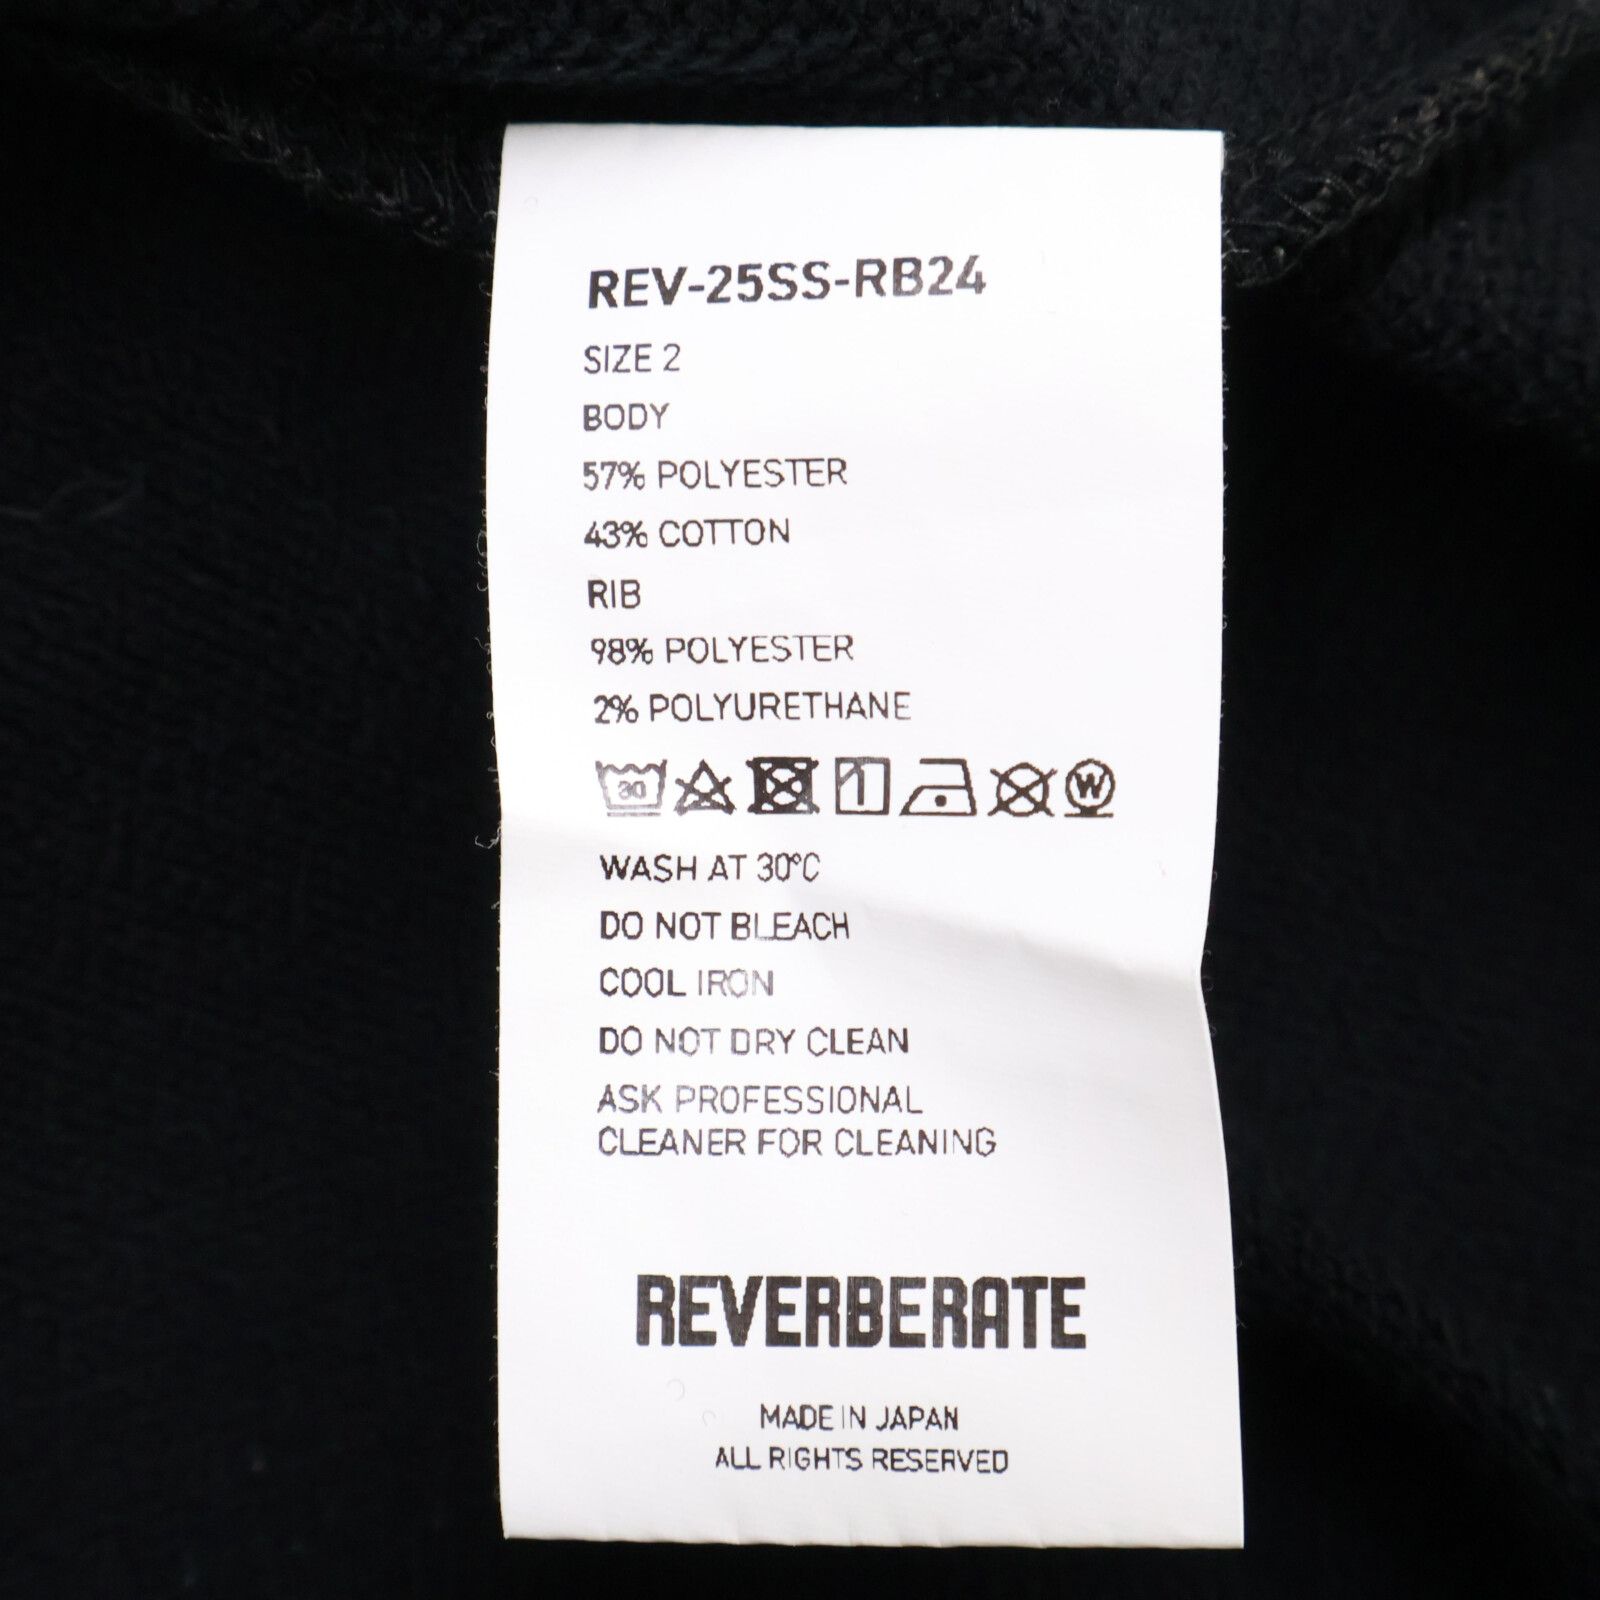 REV-25SS-RB24
SIZE 2
BODY
57% POLYESTER
43% COTTON
RIB
98% POLYESTER
2% POLYURETHANE
30 W
WASH AT 30°C
DO NOT BLEACH
COOL IRON
DO NOT DRY CLEAN
ASK PROFESSIONAL
CLEANER FOR CLEANING
REVERBERATE
MADE IN JAPAN
ALL RIGHTS RESERVED